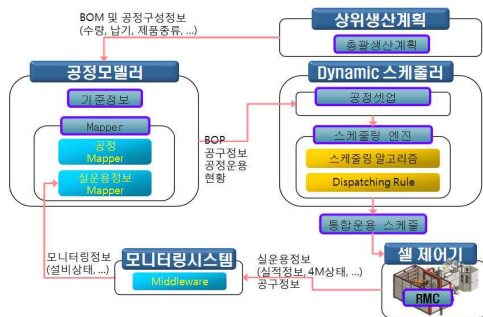 BOM 및 공정구성정보
(수량, 납기, 제품종류, ...)
상위생산계획
총괄생산계획
공정모델러
기준정보
Mapper
공정
Mapper
실운용정보
Mapper
BOP
공구정보
공정운용
현황
Dynamic 스케줄러
공정셋업
스케줄링 엔진
스케줄링 알고리즘
Dispatching Rule
통합운용 스케줄
모니터링정보
(설비상태, ...)
모니터링시스템
Middleware
실운용정보
(실적정보, 4M상태, ...)
공구정보
셀 제어기
RMC